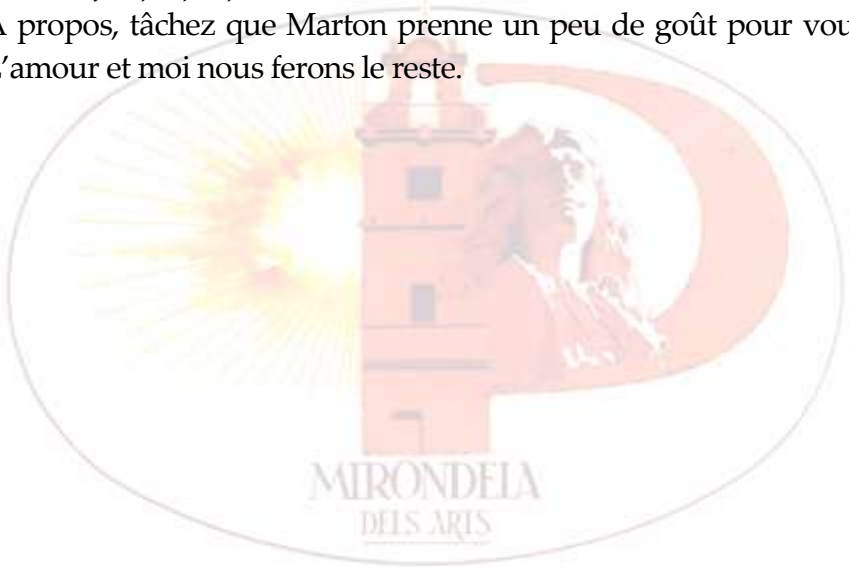 propos, tâchez que Marton prenne un peu de goût pour
'amour et moi nous ferons le reste.
MIRONDELA
DELS ARTS